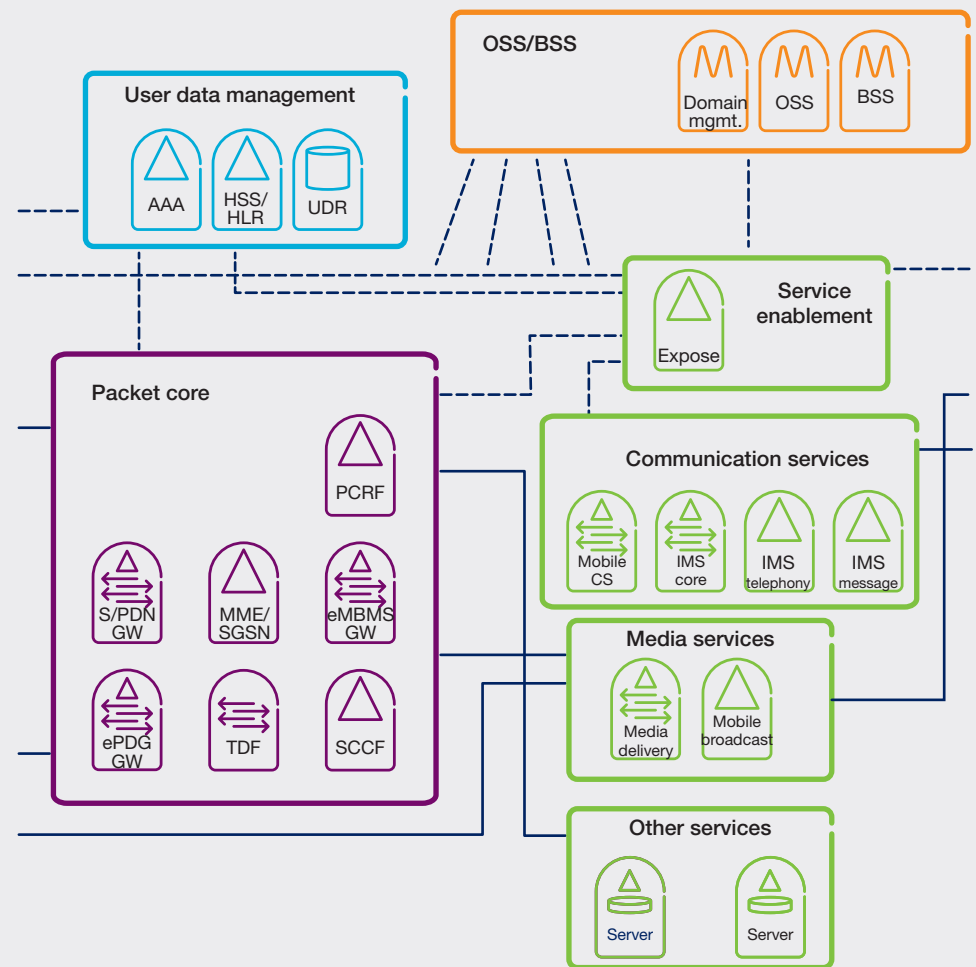 OSS/BSS
Domain
mgmt.
OSS
BSS
User data management
AAA
HSS/
HLR
UDR
Service
enablement
Expose
Packet core
PCRF
S/PDN
GW
MME/
SGSN
eMBMS
GW
ePDG
GW
TDF
SCCF
Communication services
Mobile
CS
IMS
core
IMS
telephony
IMS
message
Media services
Media
delivery
Mobile
broadcast
Other services
Server
Server